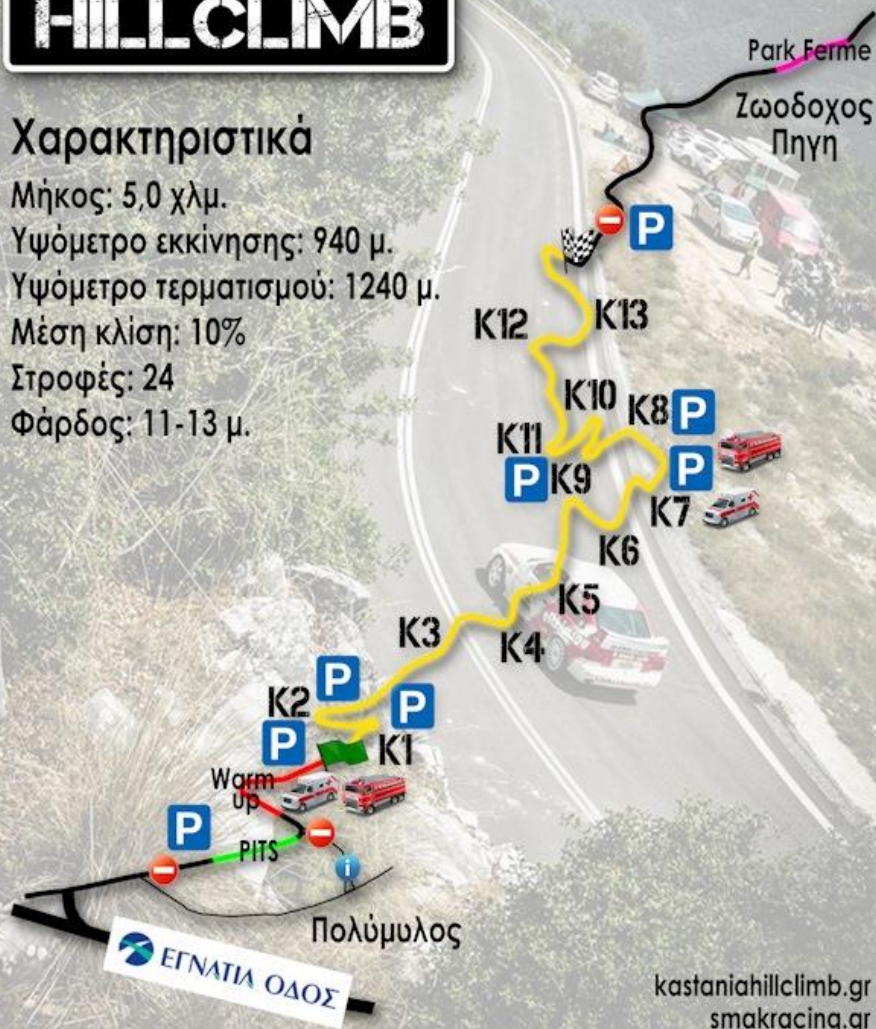 HILLCLIMB
Χαρακτηριστικά
Μήκος: 5,0 χλμ.
Υψόμετρο εκκίνησης: 940 μ.
Υψόμετρο τερματισμού: 1240 μ.
Μέση κλίση: 10%
Στροφές: 24
Φάρδος: 11-13 μ.
Park Ferme
Ζωοδοχος
Πηγη
P
K13
K12
K10
K8 P
K11
P
P K9
K7
K6
K5
K3
K4
P
K2
P
P
K1
Warm
up
P
PITS
i
Πολύμυλος
ΕΓΝΑΤΙΑ ΟΔΟΣ
kastaniahillclimb.gr
smakracing.gr